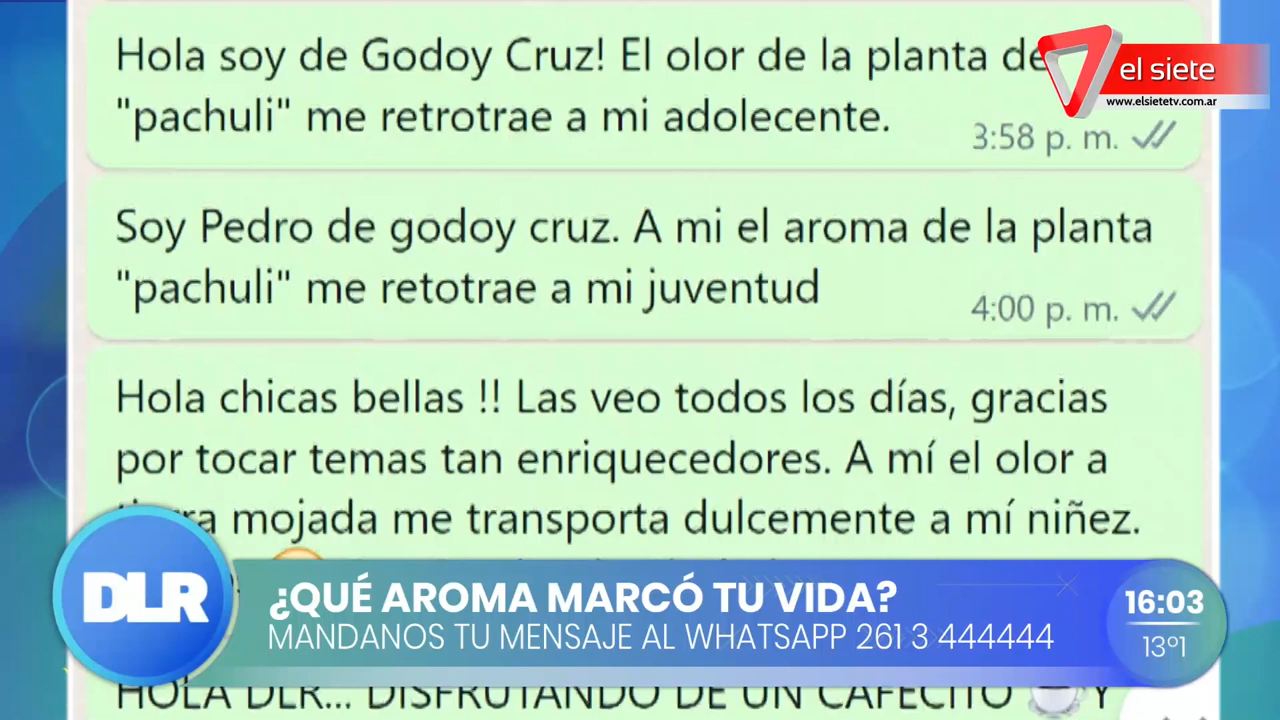 Hola soy de Godoy Cruz! El olor de la planta de
"pachuli" me retrotrae a mi adolecente.
3:58 p. m.
el siete
www.elsietetv.com.ar
Soy Pedro de godoy cruz. A mi el aroma de la planta
"pachuli" me retotrae a mi juventud
4:00 p. m.
Hola chicas bellas !! Las veo todos los días, gracias
por tocar temas tan enriquecedores. A mí el olor a
tierra mojada me transporta dulcemente a mí niñez.
DLR
¿QUÉ AROMA MARCÓ TU VIDA?
MANDANOS TU MENSAJE AL WHATSAPP 261 3 444444
16:03
13º1
HOLA DLR... DISFRUTANDO DE UN CAFECITO ☕ Y